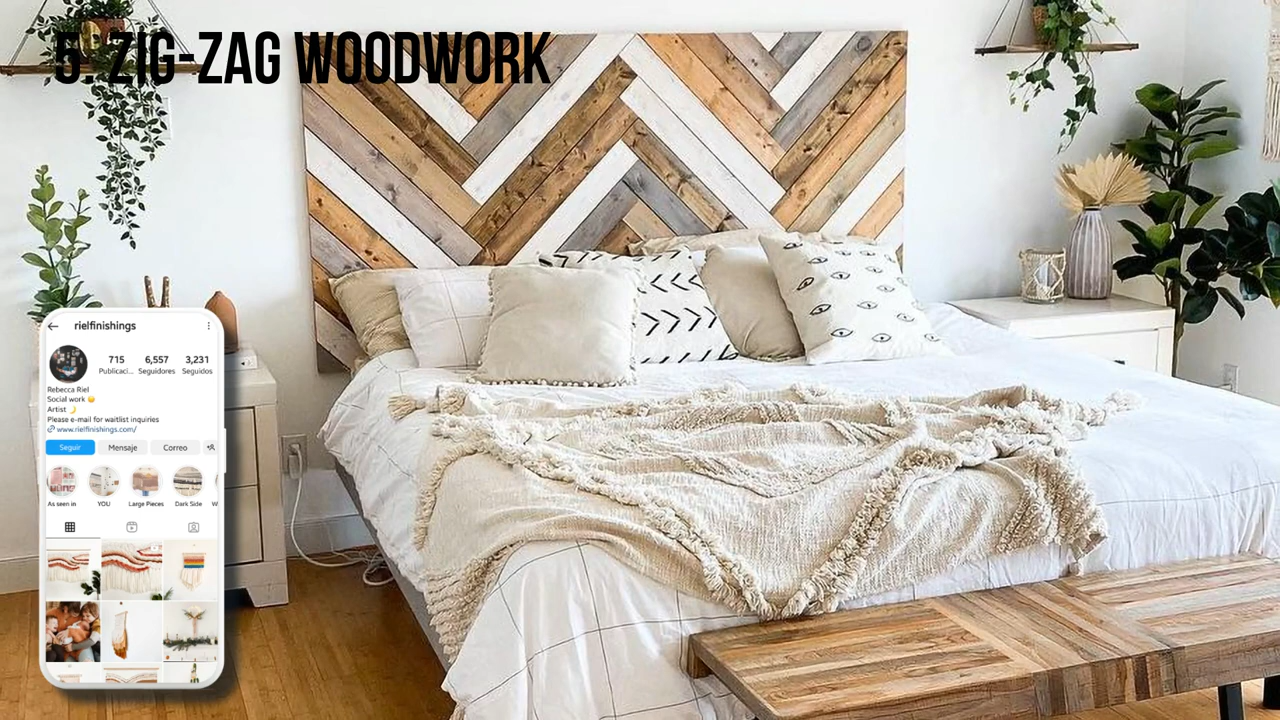 5. ZIG-ZAG WOODWORK
rielfinishings
715 6,557 3,231
Publicaci... Seguidores Seguidos
Rebecca Riel
Social work
Artist
Please e-mail for waitlist inquiries
www.rielfinishings.com/
Seguir Mensaje Correo
As seen in YOU Large Pieces Dark Side W